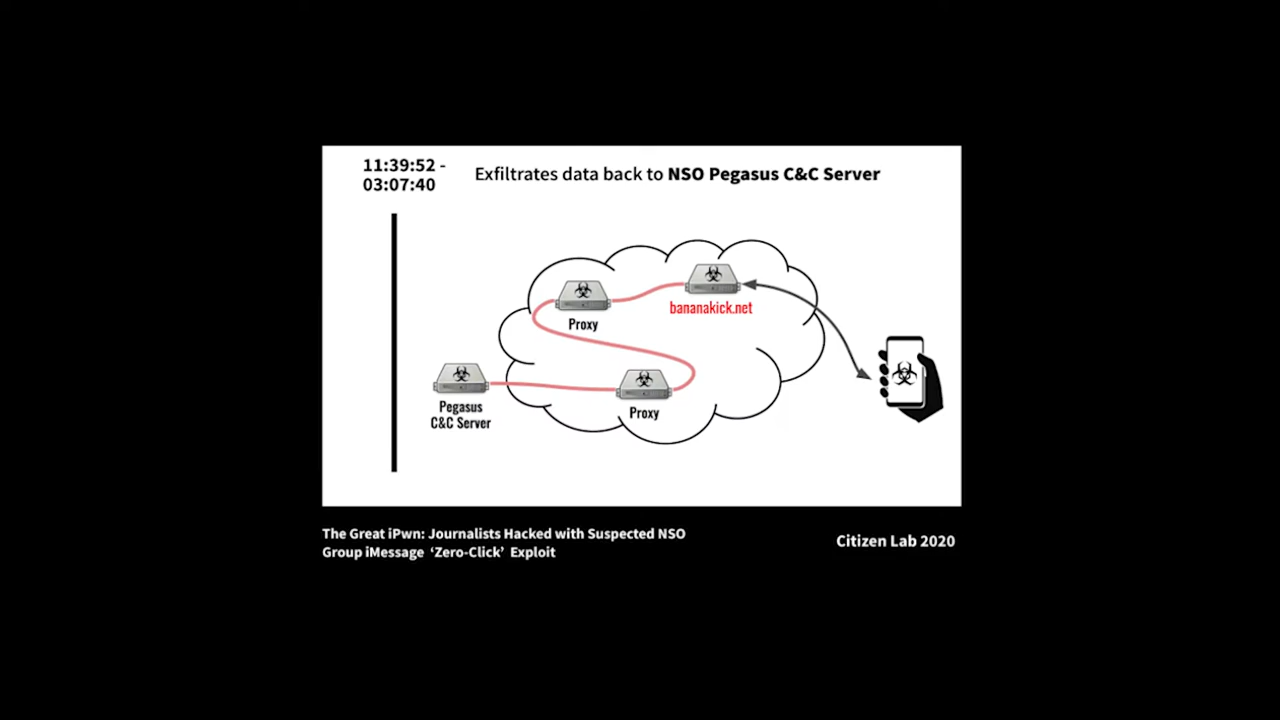 11:39:52 -
03:07:40
Exfiltrates data back to NSO Pegasus C&C Server
bananakick.net
Proxy
Pegasus
C&C Server
Proxy
The Great iPwn: Journalists Hacked with Suspected NSO
Group iMessage ‘Zero-Click’ Exploit
Citizen Lab 2020